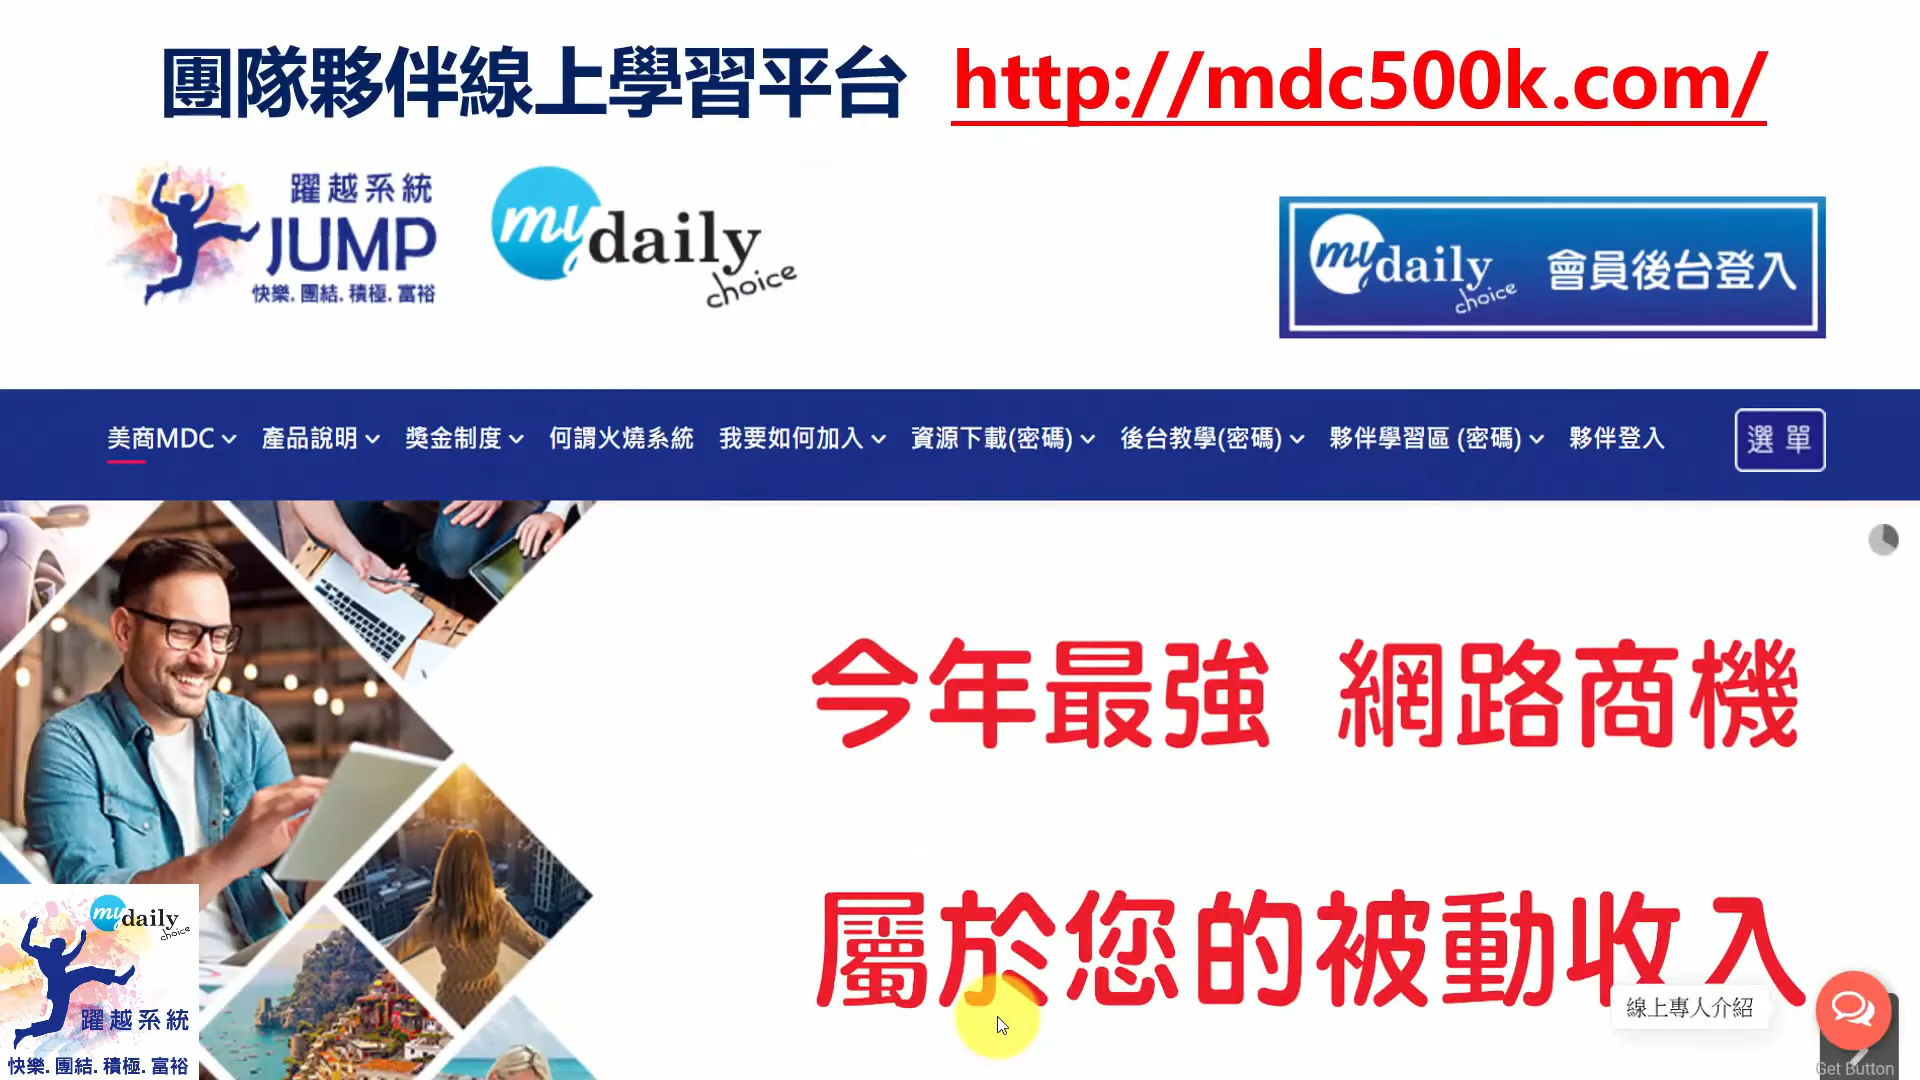 團隊夥伴線上學習平台 http://mdc500k.com/
躍越系統
JUMP
快樂. 團結. 積極. 富裕
my daily choice
my daily choice 會員後台登入
美商MDC 產品說明 獎金制度 何謂火燒系統 我要如何加入 資源下載(密碼) 後台教學(密碼) 夥伴學習區 (密碼) 夥伴登入 選 單
今年最強 網路商機
屬於您的被動收入
線上專人介紹
Get Button
my daily choice
躍越系統
快樂. 團結. 積極. 富裕